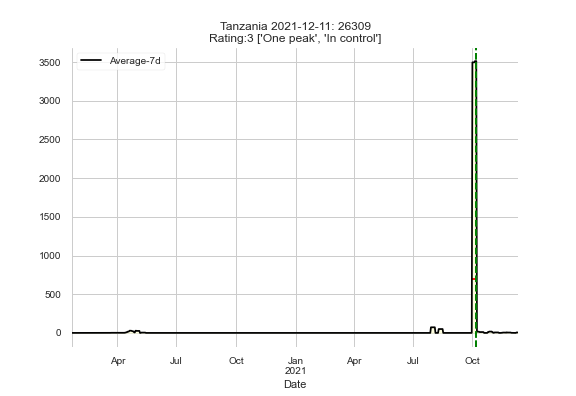 Tanzania 2021-12-11: 26309
Rating:3 ['One peak', 'In control']
Average-7d
3500
3000
2500
2000
1500
1000
500
0
Apr Jul Oct Jan Apr Jul Oct
2021
Date